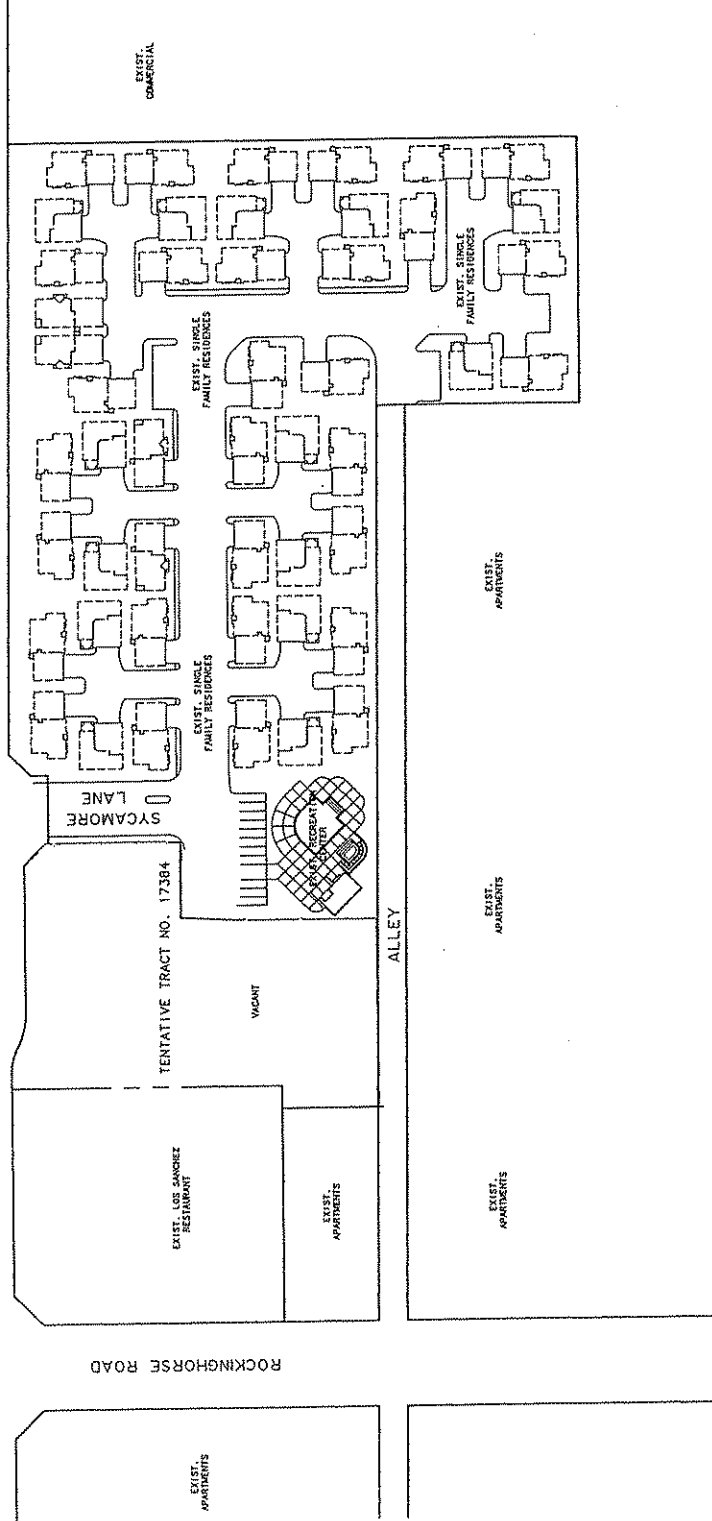 EXIST.
COMMERCIAL
EXIST. SINGLE
FAMILY RESIDENCES
EXIST. SINGLE
FAMILY RESIDENCES
EXIST. SINGLE
FAMILY RESIDENCES
SYCAMORE
LANE
EXIST. RECREATION
CENTER
TENTATIVE TRACT NO. 17384
VACANT
ALLEY
EXIST.
APARTMENTS
EXIST.
APARTMENTS
EXIST.
APARTMENTS
EXIST. LOS SANCHEZ
RESTAURANT
EXIST.
APARTMENTS
ROCKINGHORSE ROAD
EXIST.
APARTMENTS